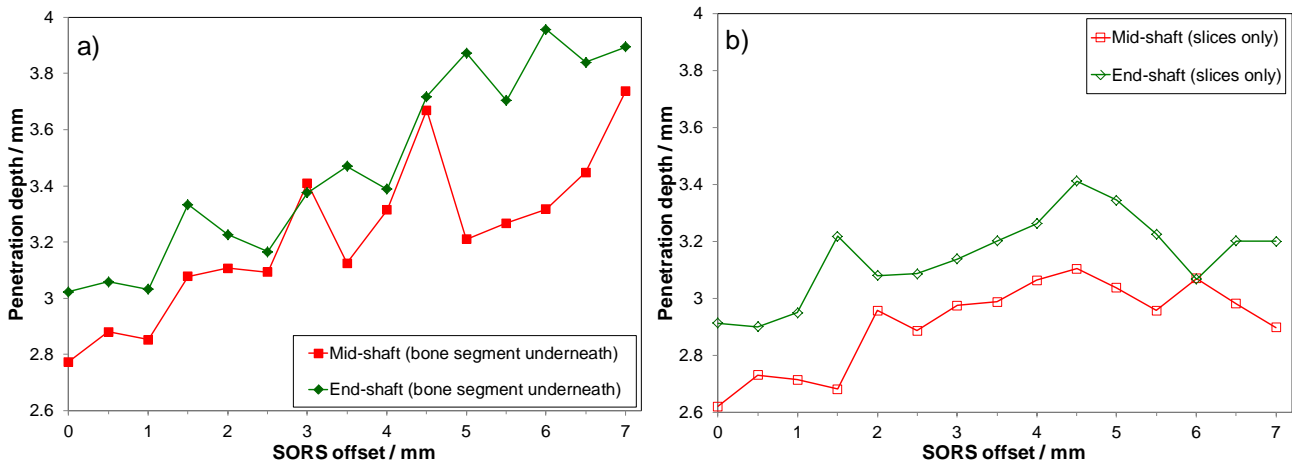 a)
Penetration depth / mm
4
3.8
3.6
3.4
3.2
3
2.8
2.6
Mid-shaft (bone segment underneath)
End-shaft (bone segment underneath)
0 1 2 3 4 5 6 7
SORS offset / mm
b)
Penetration depth / mm
4
3.8
3.6
3.4
3.2
3
2.8
2.6
Mid-shaft (slices only)
End-shaft (slices only)
0 1 2 3 4 5 6 7
SORS offset / mm